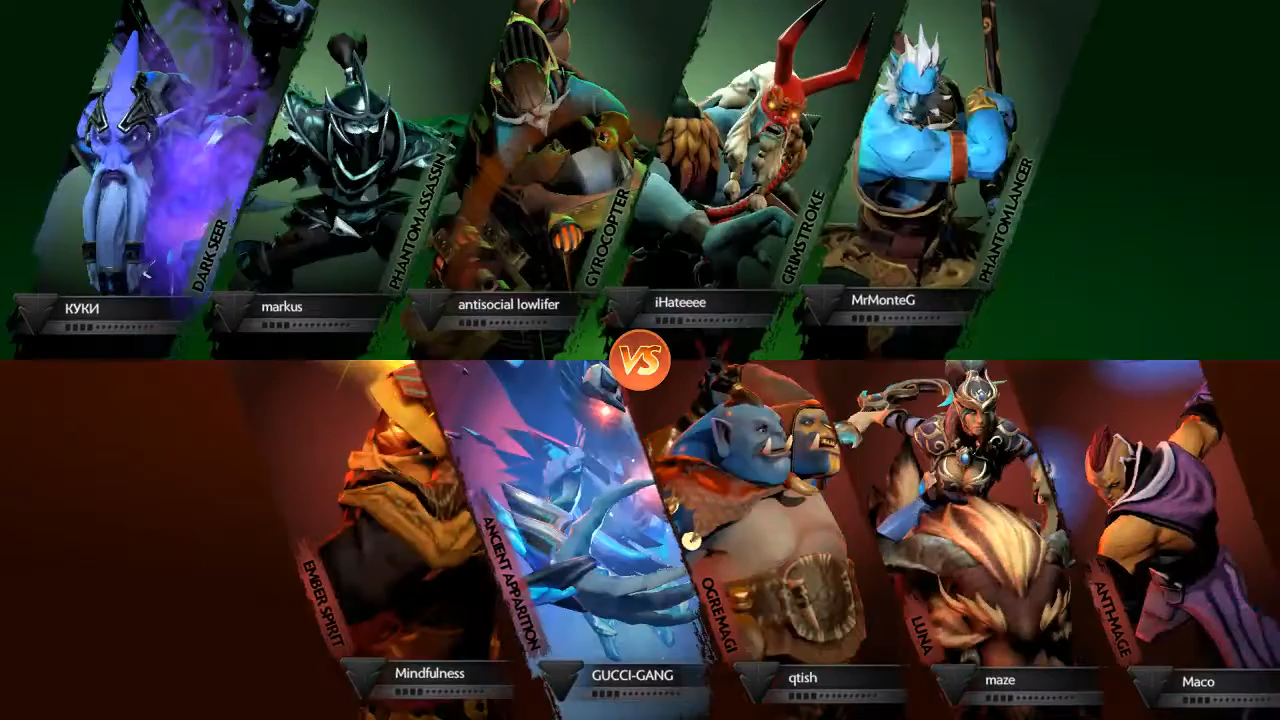 DARK SEER
КУКИ
PHANTOM ASSASSIN
markus
GYROCOPTER
antisocial lowlifer
GRIMSTROKE
iHateeee
PHANTOM LANCER
MrMonteG
VS
EMBER SPIRIT
Mindfulness
ANCIENT APPARITION
GUCCI-GANG
OGRE MAGI
qtish
LUNA
maze
ANTI-MAGE
Maco